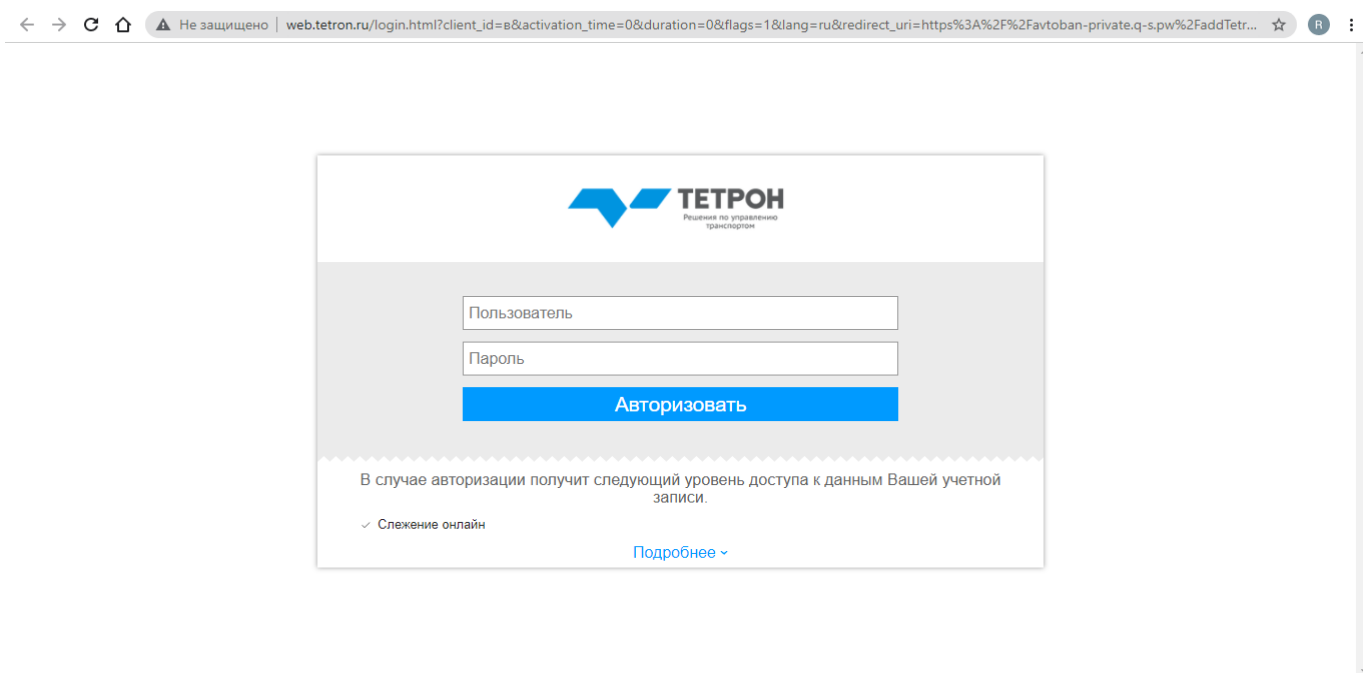 Не защищено | web.tetron.ru/login.html?client_id=в&activation_time=0&duration=0&flags=1&lang=ru&redirect_uri=https%3A%2F%2Favtoban-private.q-s.pw%2FaddTetr... R
ТЕТРОН
Решения по управлению
транспортом
Пользователь
Пароль
Авторизовать
В случае авторизации получит следующий уровень доступа к данным Вашей учетной
записи.
Слежение онлайн
Подробнее